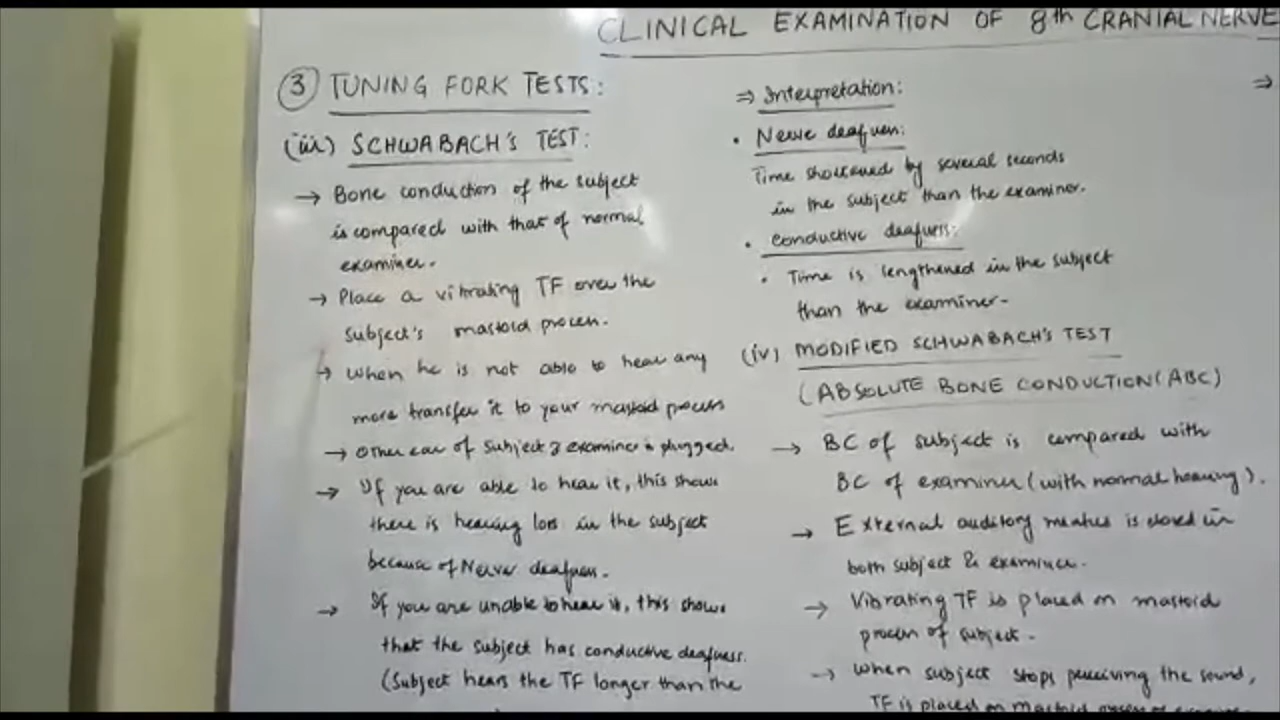 CLINICAL EXAMINATION OF 8th CRANIAL NERVE
③ TUNING FORK TESTS:
(iii) SCHWABACH'S TEST:
→ Bone conduction of the subject
is compared with that of normal
examiner.
→ Place a vibrating TF over the
subject's mastoid process.
→ when he is not able to hear any
more transfer it to your mastoid process
→ Other ear of subject & examiner is plugged.
→ If you are able to hear it, this shows
there is hearing loss in the subject
because of Nerve deafness.
→ If you are unable to hear it, this shows
that the subject has conductive deafness.
(Subject hears the TF longer than the
⇒ Interpretation:
• Nerve deafness:
Time shortened by several seconds
in the subject than the examiner.
• Conductive deafness:
• Time is lengthened in the subject
than the examiner.
(iv) MODIFIED SCHWABACH'S TEST
(ABSOLUTE BONE CONDUCTION (ABC)
→ BC of subject is compared with
BC of examiner (with normal hearing).
→ External auditory meatus is closed in
both subject & examiner.
→ Vibrating TF is placed on mastoid
process of subject.
→ when subject stops perceiving the sound,
TF is placed on mastoid process of
⇒